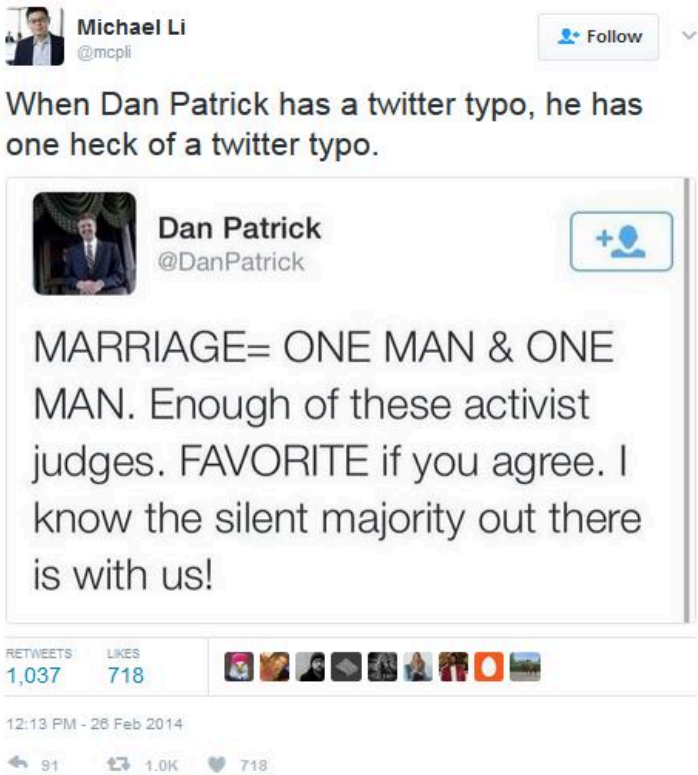 Michael Li
@mcpli
Follow
When Dan Patrick has a twitter typo, he has
one heck of a twitter typo.
Dan Patrick
@DanPatrick
MARRIAGE= ONE MAN & ONE
MAN. Enough of these activist
judges. FAVORITE if you agree. I
know the silent majority out there
is with us!
RETWEETS LIKES
1,037 718
12:13 PM - 26 Feb 2014
91 1.0K 718